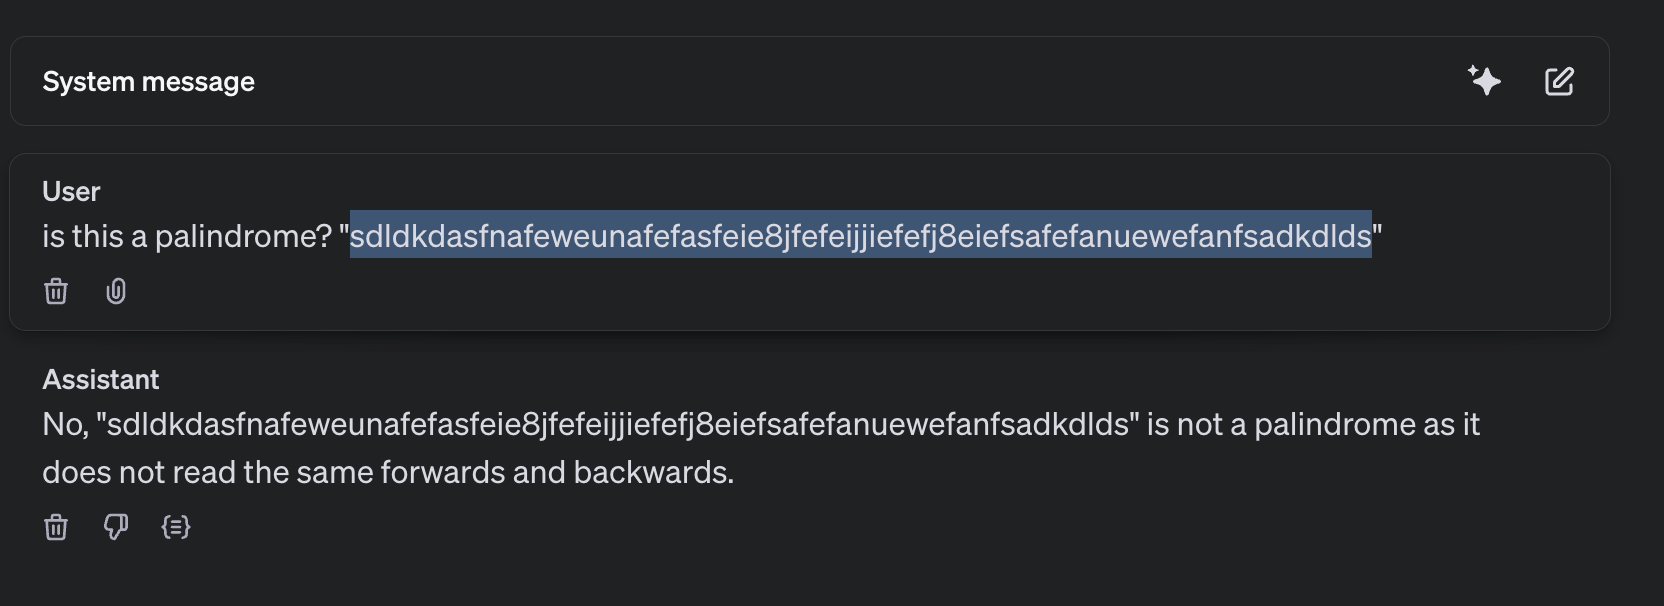 System message
User
is this a palindrome? "sdldkdasfnafeweunafefasfeie8jfefeijjiefefj8eiefsafefanuewefanfsadkdlds"
Assistant
No, "sdldkdasfnafeweunafefasfeie8jfefeijjiefefj8eiefsafefanuewefanfsadkdlds" is not a palindrome as it
does not read the same forwards and backwards.